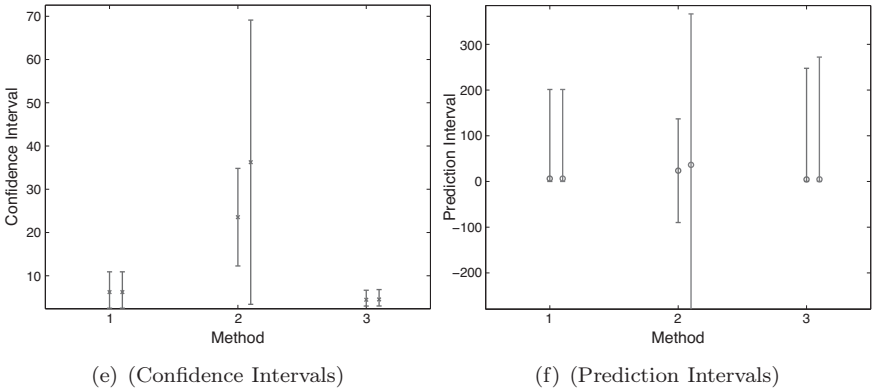 70
60
50
40
30
20
10
Confidence Interval
1 2 3
Method
(e) (Confidence Intervals)
300
200
100
0
−100
−200
Prediction Interval
1 2 3
Method
(f) (Prediction Intervals)